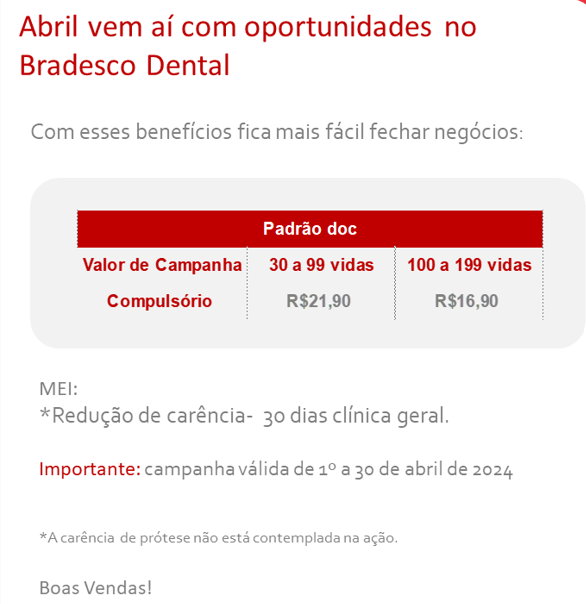 Abril vem aí com oportunidades no
Bradesco Dental
Com esses benefícios fica mais fácil fechar negócios:
Padrão doc
Valor de Campanha 30 a 99 vidas 100 a 199 vidas
Compulsório R$21,90 R$16,90
MEI:
*Redução de carência- 30 dias clínica geral.
Importante: campanha válida de 1º a 30 de abril de 2024
*A carência de prótese não está contemplada na ação.
Boas Vendas!